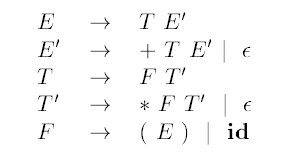 E → T E′
E′ → + T E′ | ϵ
T → F T′
T′ → ∗ F T′ | ϵ
F → ( E ) | id